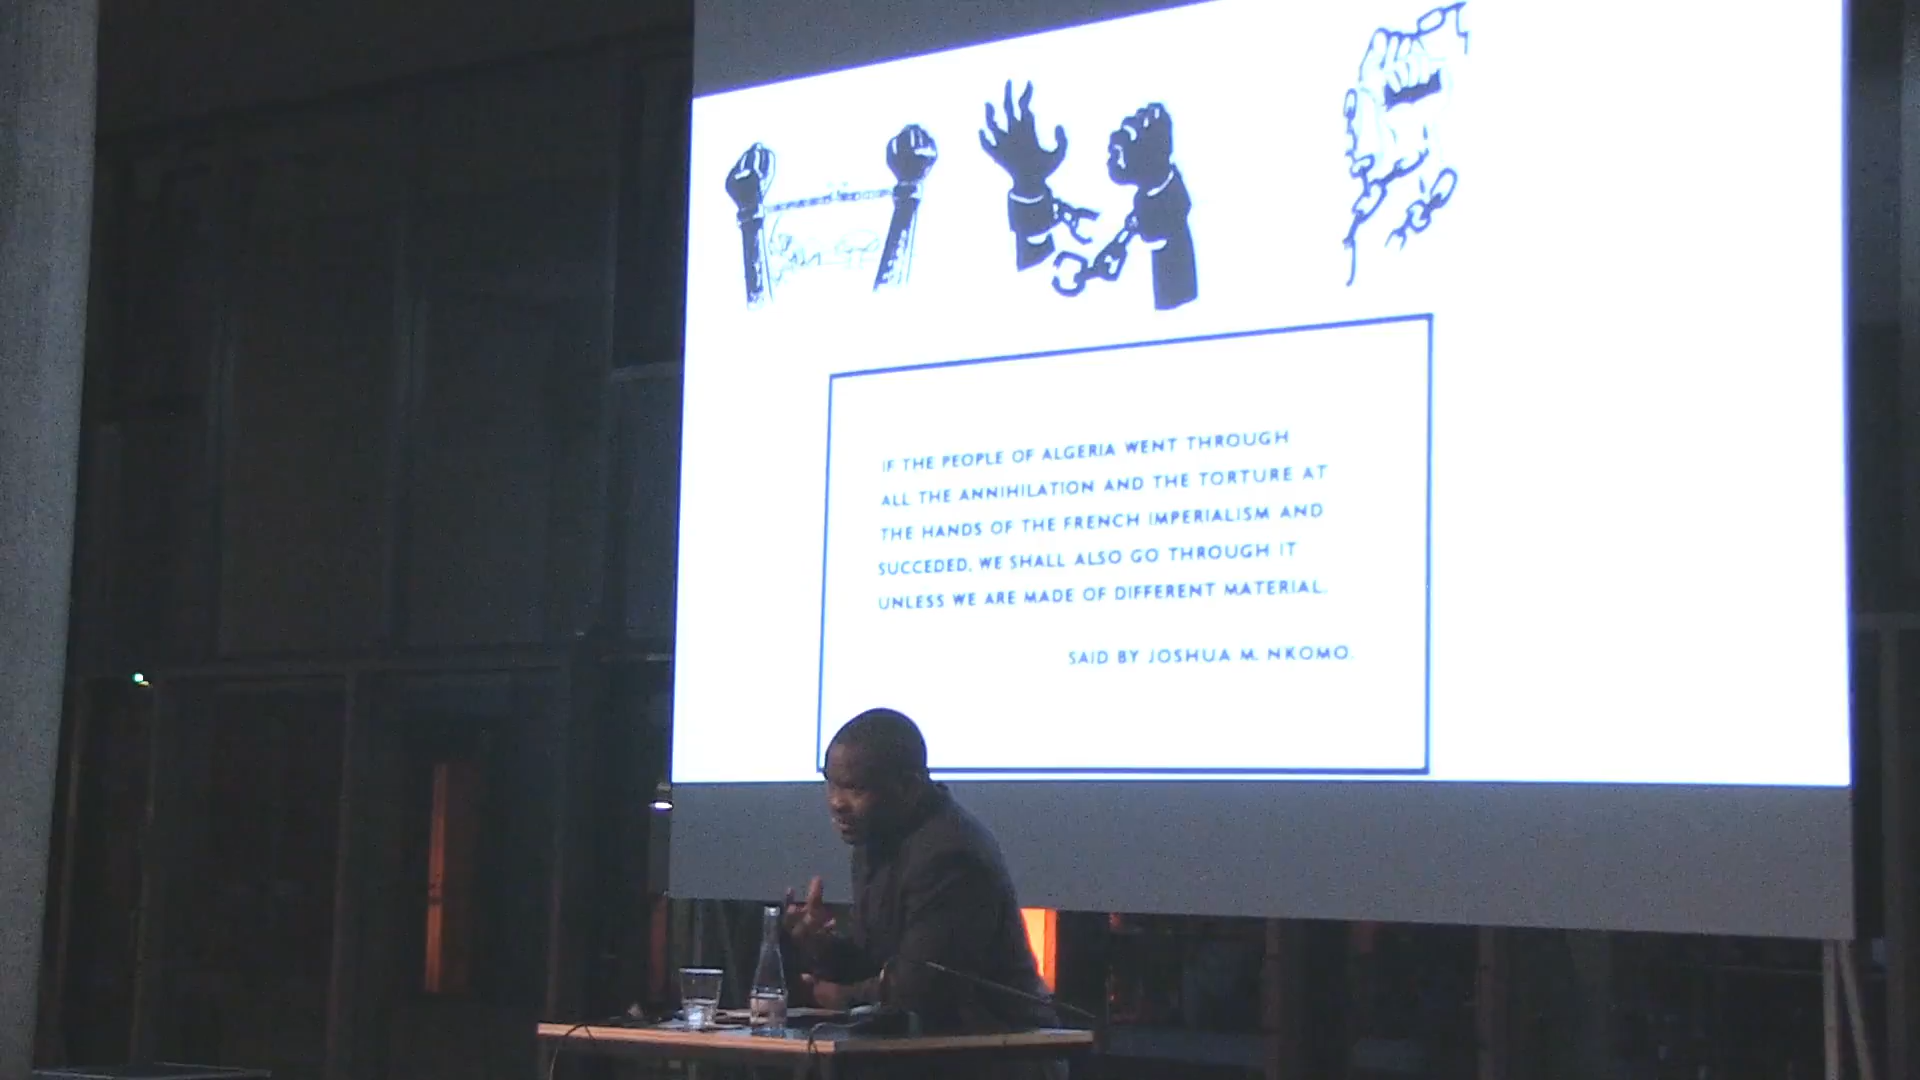 IF THE PEOPLE OF ALGERIA WENT THROUGH
ALL THE ANNIHILATION AND THE TORTURE AT
THE HANDS OF THE FRENCH IMPERIALISM AND
SUCCEDED, WE SHALL ALSO GO THROUGH IT
UNLESS WE ARE MADE OF DIFFERENT MATERIAL.
SAID BY JOSHUA M. NKOMO.